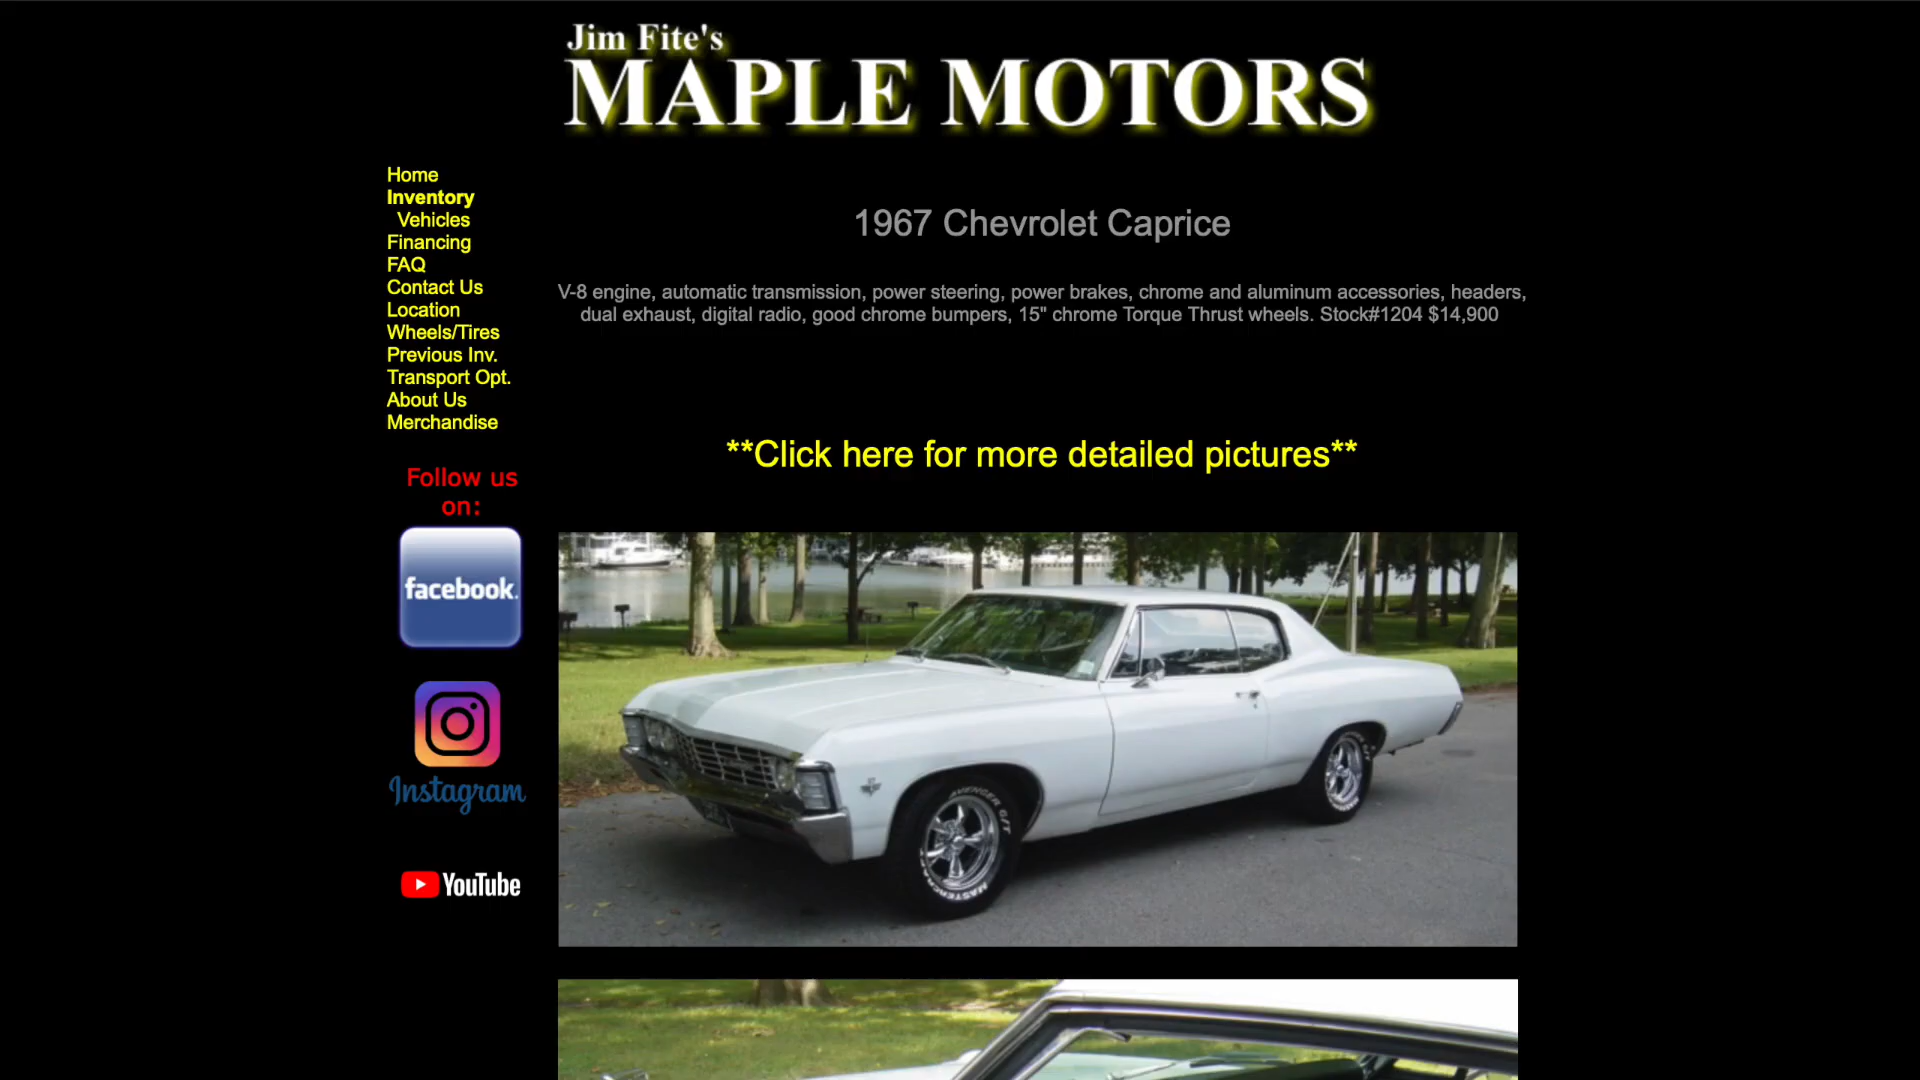 Jim Fite's
MAPLE MOTORS
Home
Inventory
Vehicles
Financing
FAQ
Contact Us
Location
Wheels/Tires
Previous Inv.
Transport Opt.
About Us
Merchandise
Follow us
on:
facebook.
Instagram
YouTube
1967 Chevrolet Caprice
V-8 engine, automatic transmission, power steering, power brakes, chrome and aluminum accessories, headers,
dual exhaust, digital radio, good chrome bumpers, 15" chrome Torque Thrust wheels. Stock#1204 $14,900
**Click here for more detailed pictures**
AVENGER G/T
MASTERCRAFT